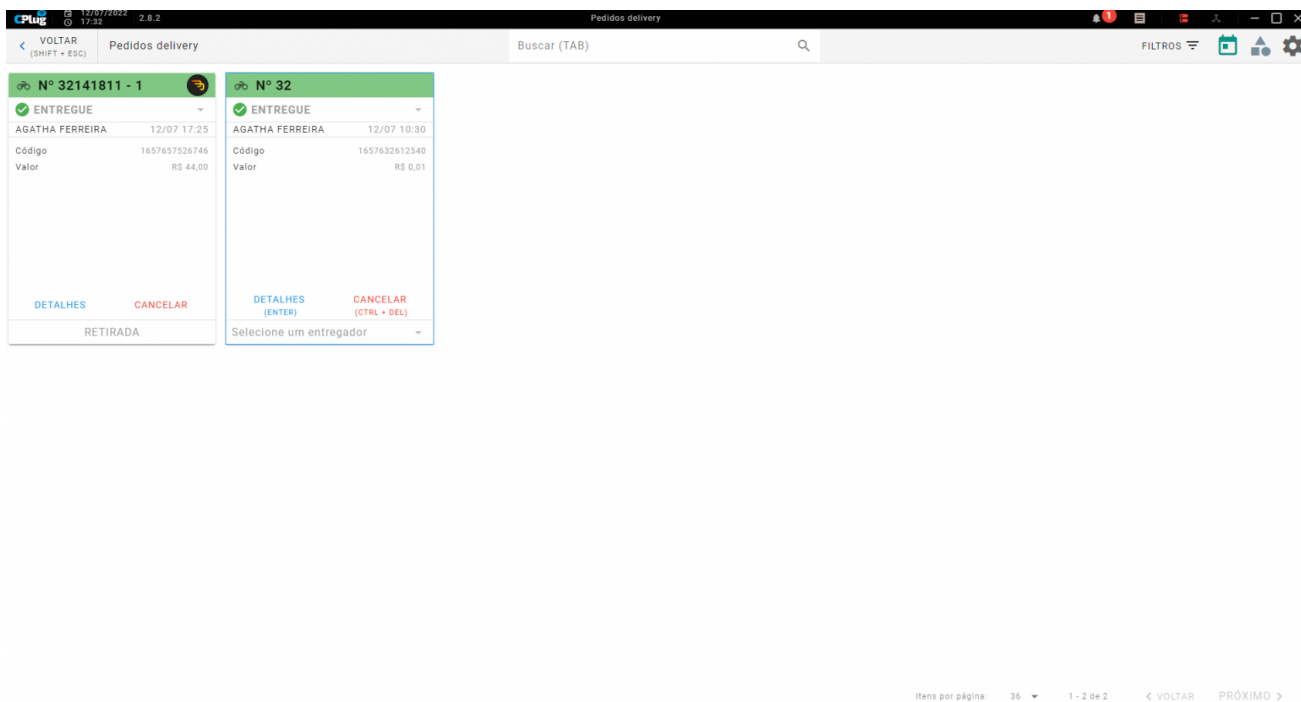 CPlug 12/07/2022 17:32 2.8.2 Pedidos delivery 1
VOLTAR
(SHIFT + ESC)
Pedidos delivery
Buscar (TAB)
FILTROS
Nº 32141811 - 1
ENTREGUE
AGATHA FERREIRA 12/07 17:25
Código 1657657526746
Valor R$ 44,00
DETALHES CANCELAR
RETIRADA
Nº 32
ENTREGUE
AGATHA FERREIRA 12/07 10:30
Código 1657632612540
Valor R$ 0,01
DETALHES CANCELAR
(ENTER) (CTRL + DEL)
Selecione um entregador
Itens por página: 36 1 - 2 de 2 VOLTAR PRÓXIMO